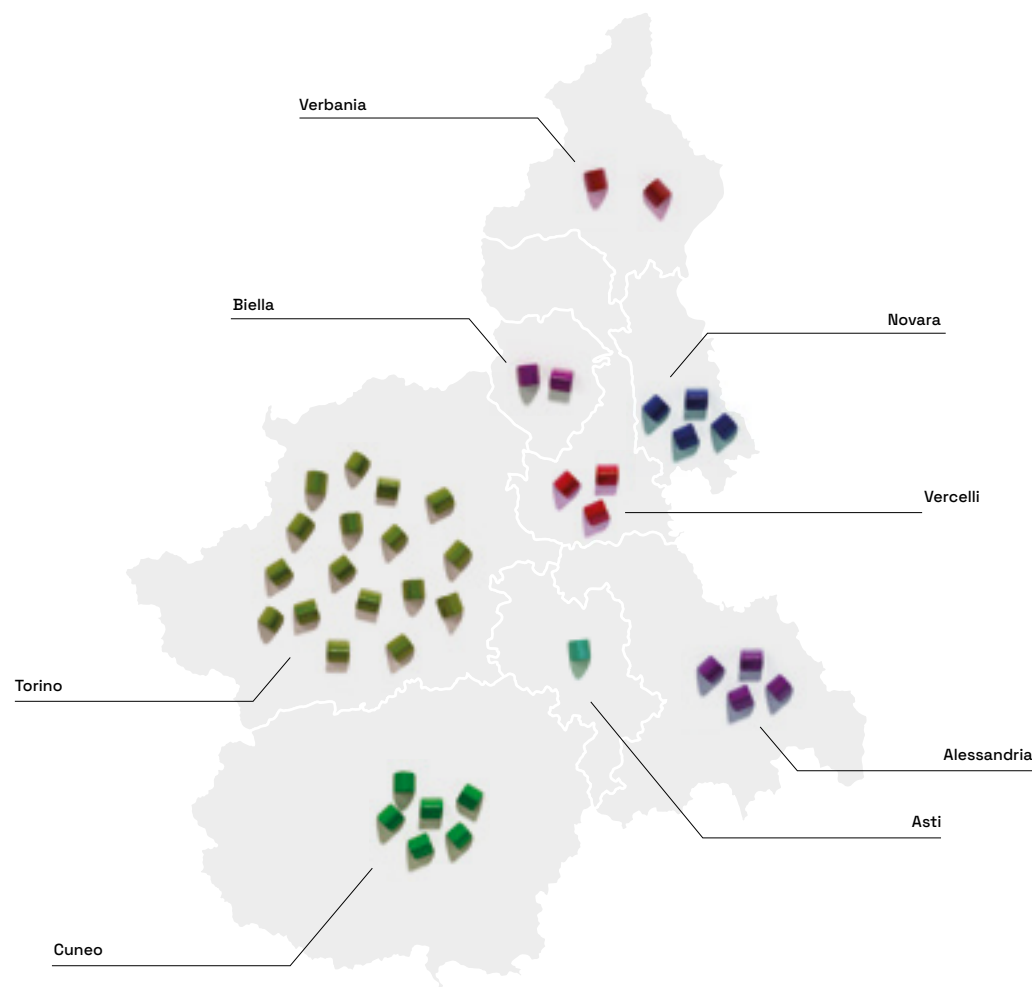 Verbania
Biella
Novara
Vercelli
Torino
Alessandria
Asti
Cuneo